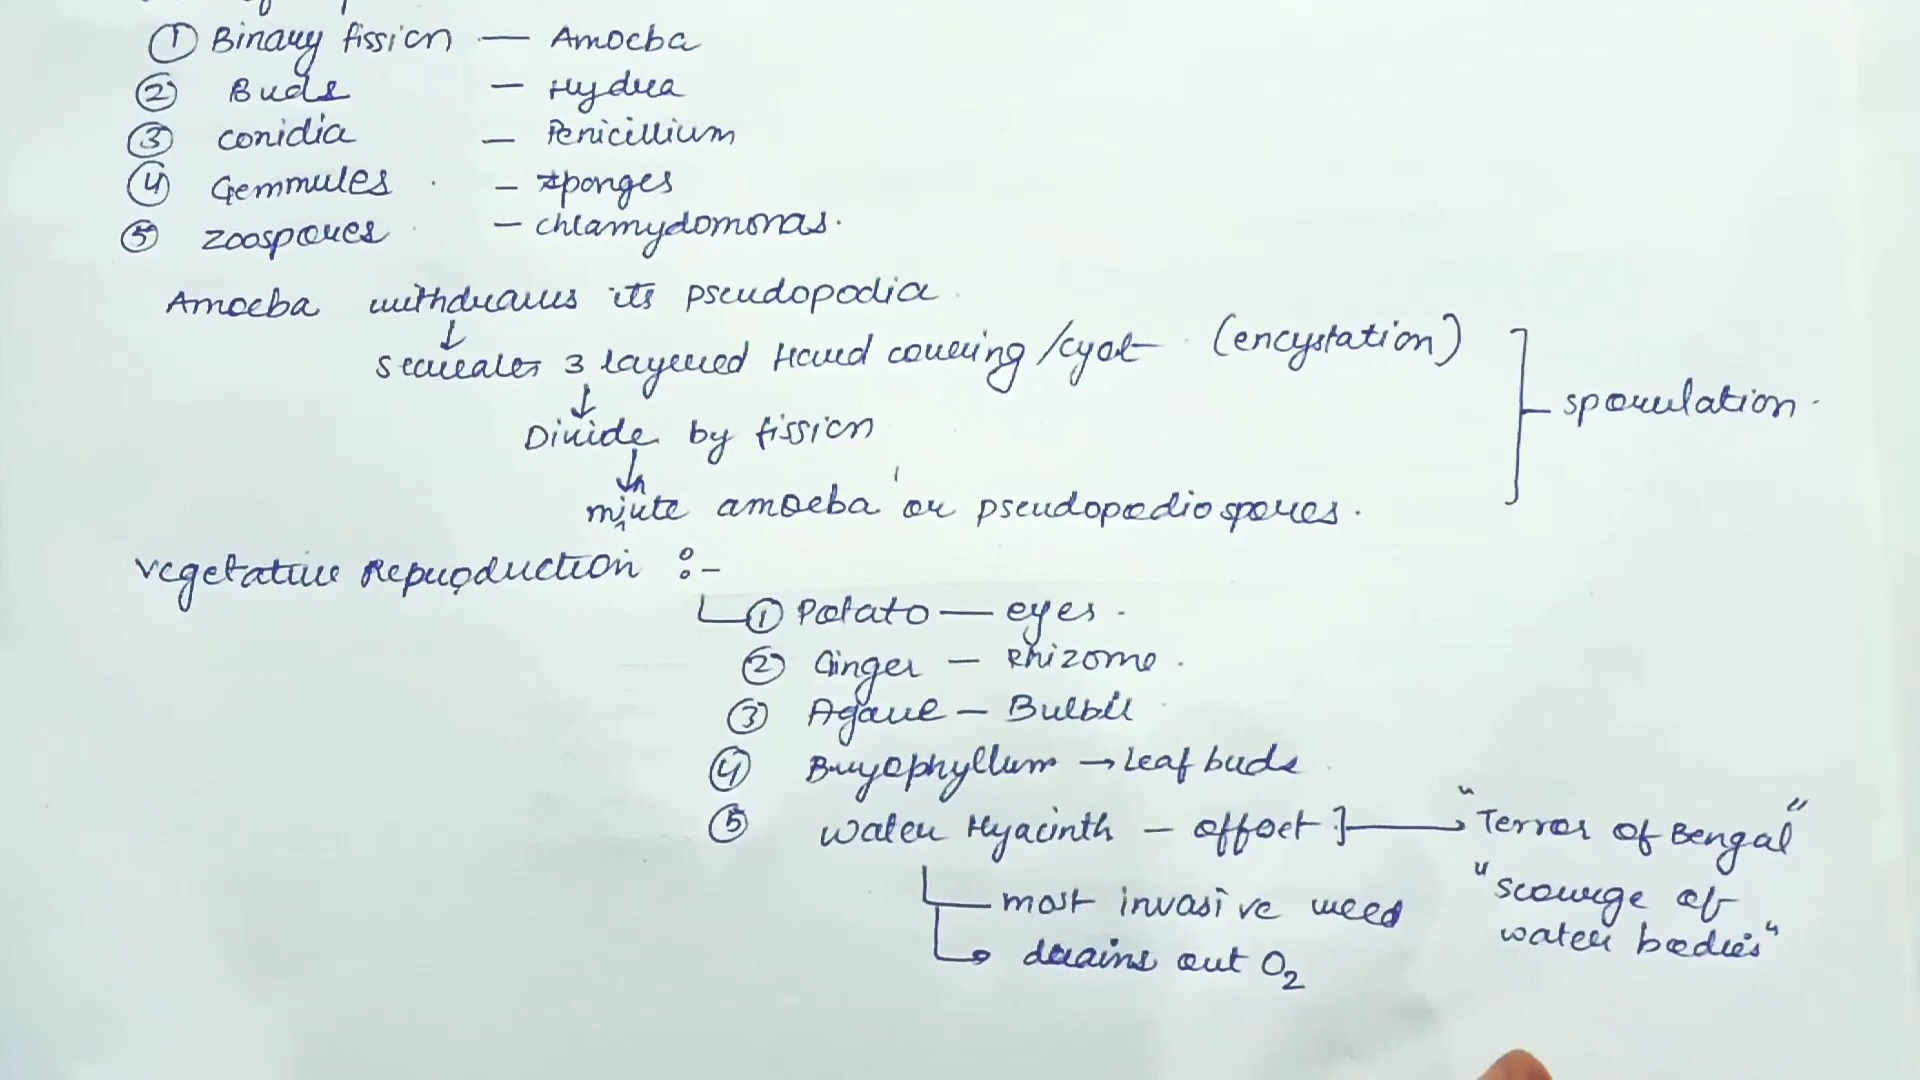 ① Binary fission — Amoeba
② Buds — Hydra
③ conidia — Penicillium
④ Gemmules — sponges
⑤ zoospores — chlamydomonas.
Amoeba withdraws its pseudopodia
↓
secreates 3 layered Hard covering/cyst (encystation)
↓
Divide by fission
sporulation.
↓
minute amoeba or pseudopodiospores.
vegetative Reproduction :-
① Potato — eyes.
② Ginger — Rhizome.
③ Agave — Bulbil
④ Bryophyllum → Leaf buds
⑤ water Hyacinth — offset ] → "Terror of Bengal"
"scourge of
water bodies"
most invasive weed
drains out O₂